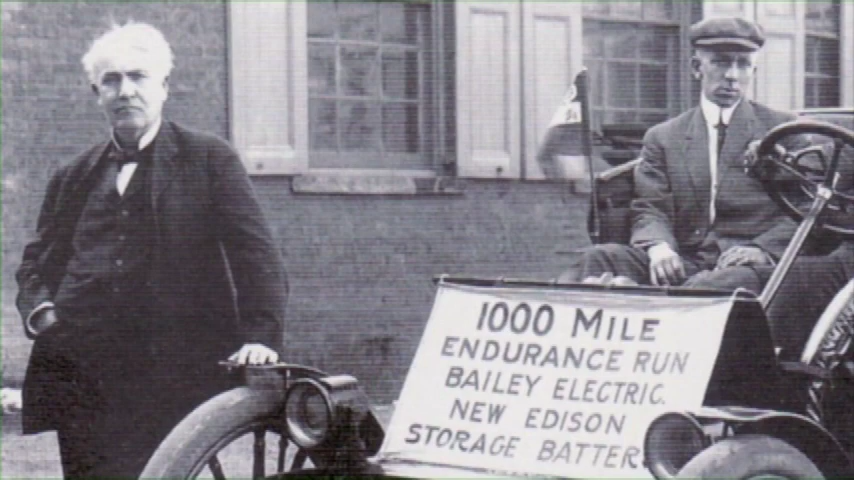 1000 MILE
ENDURANCE RUN
BAILEY ELECTRIC.
NEW EDISON
STORAGE BATTER